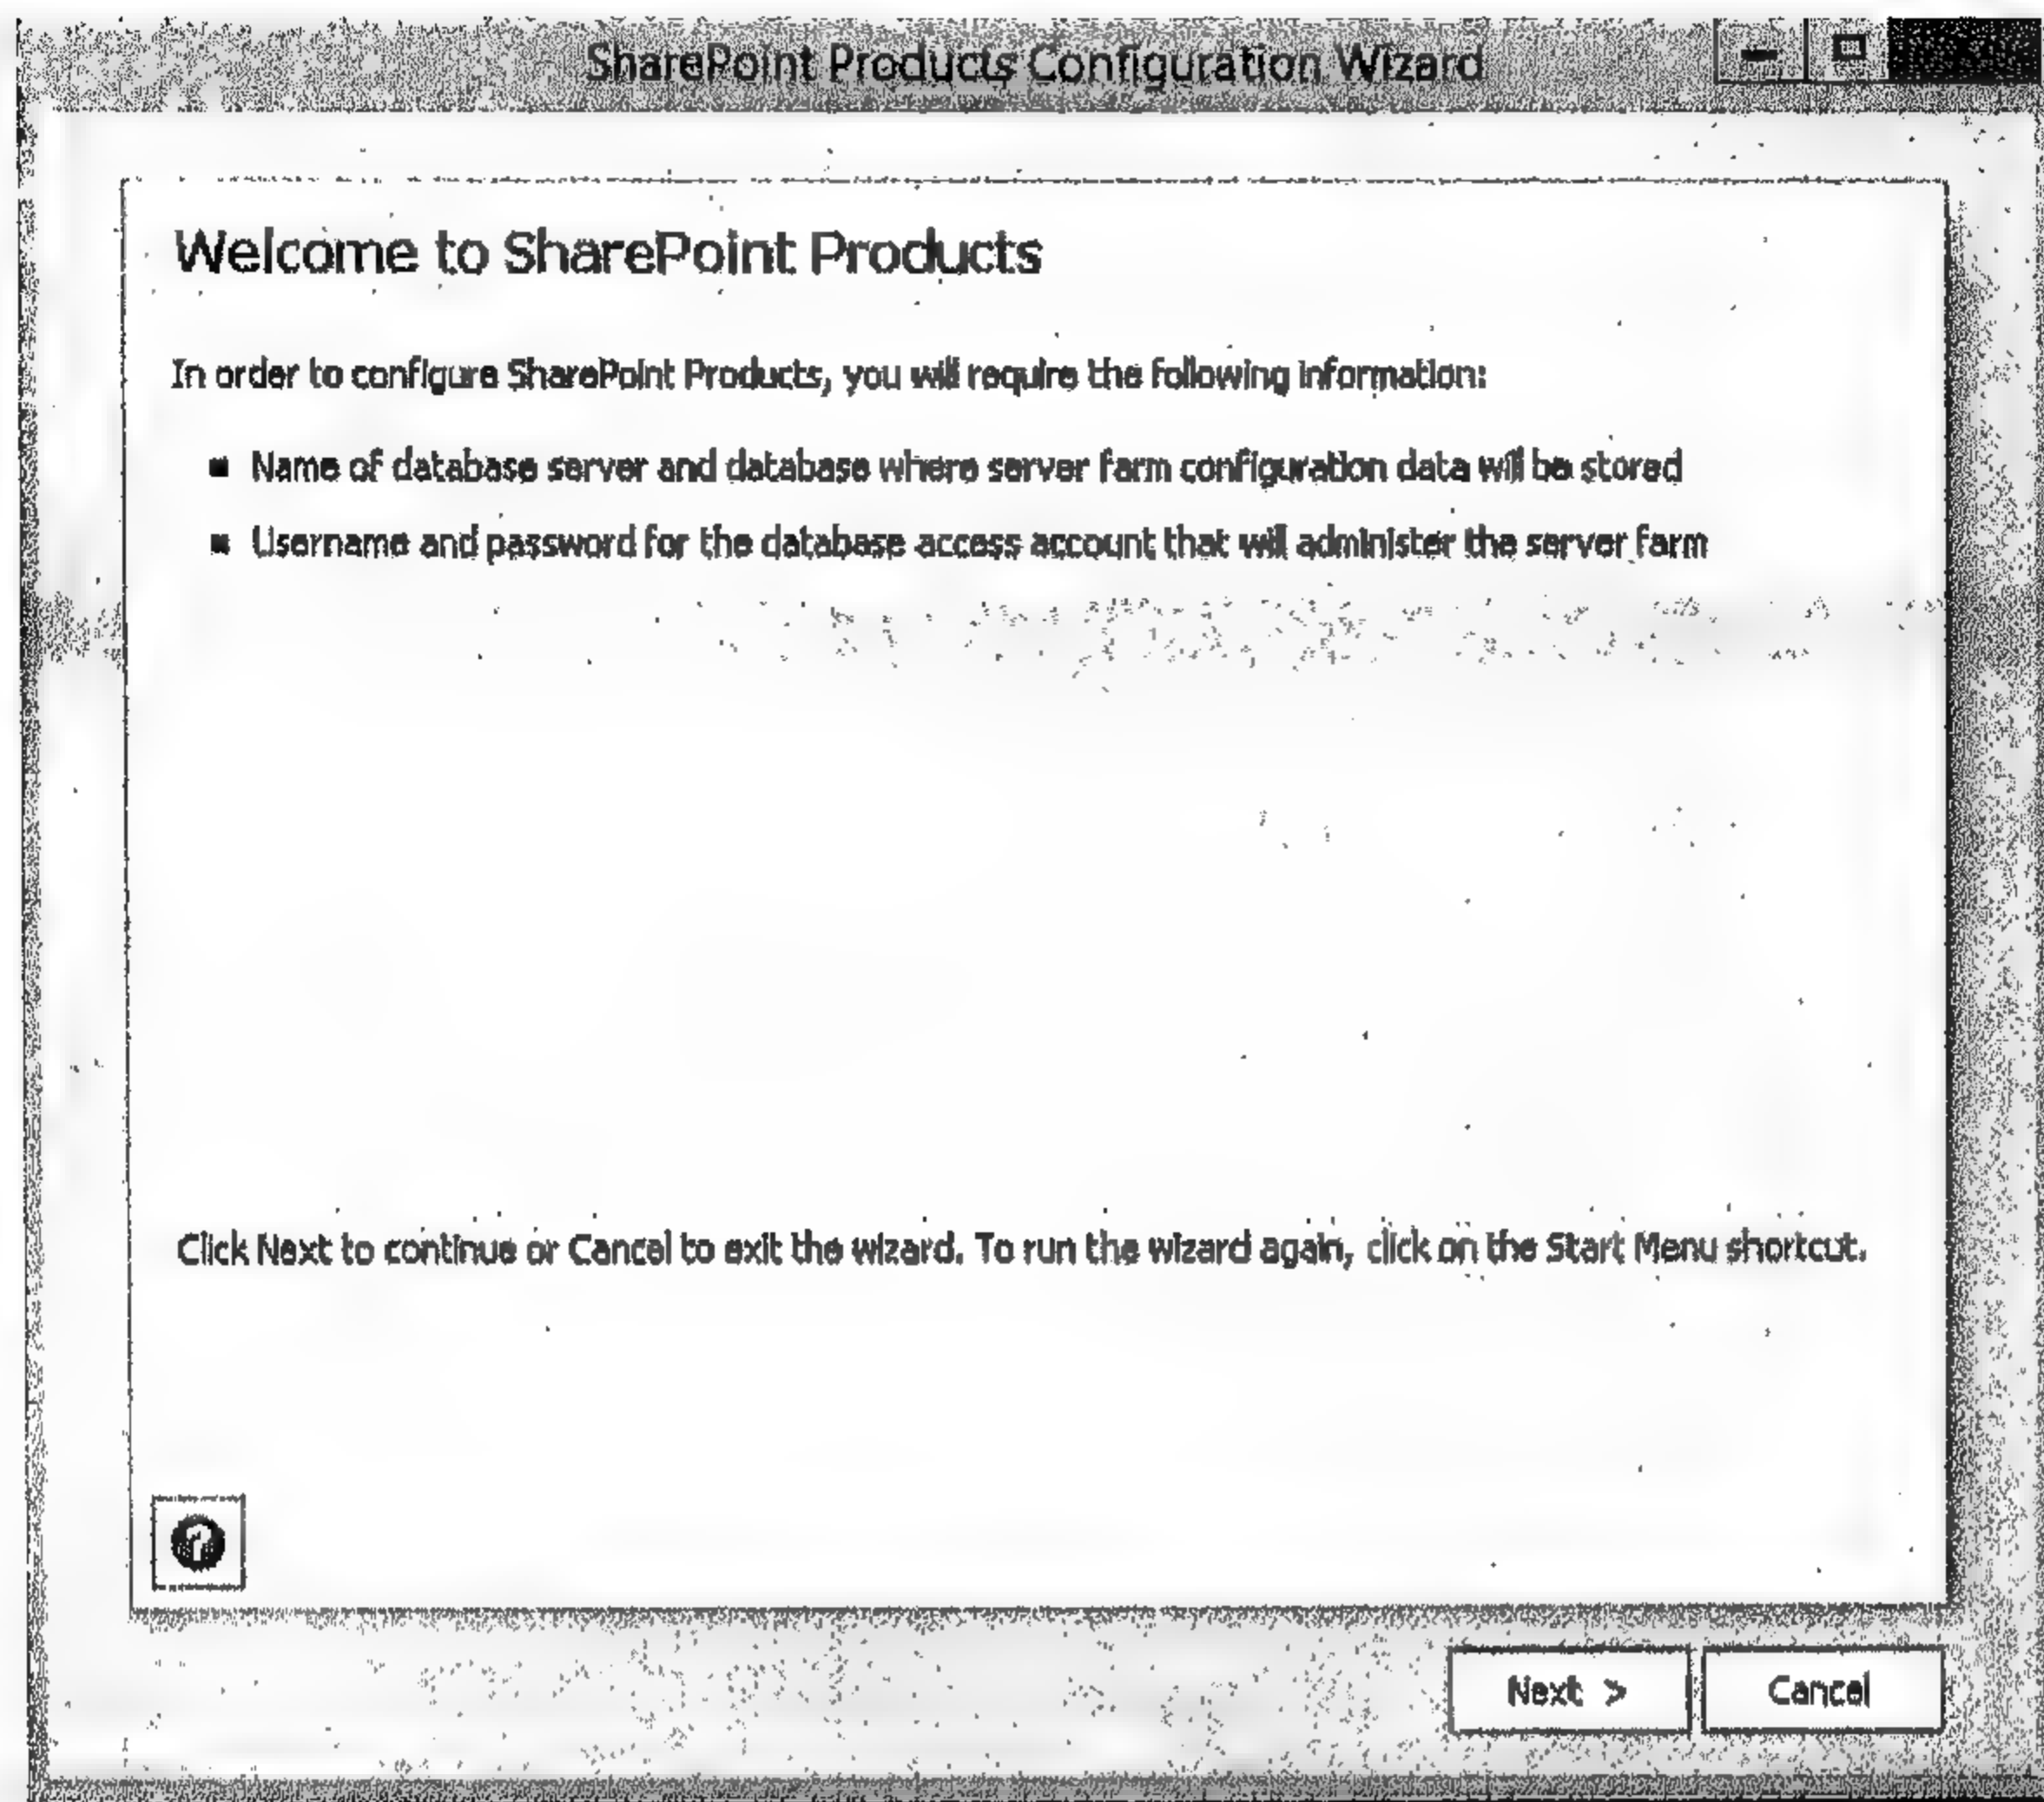 SharePoint Products Configuration Wizard
Welcome to SharePoint Products
In order to configure SharePoint Products, you will require the following information:
▪ Name of database server and database where server farm configuration data will be stored
▪ Username and password for the database access account that will administer the server farm
Click Next to continue or Cancel to exit the wizard. To run the wizard again, click on the Start Menu shortcut.
?
Next >
Cancel